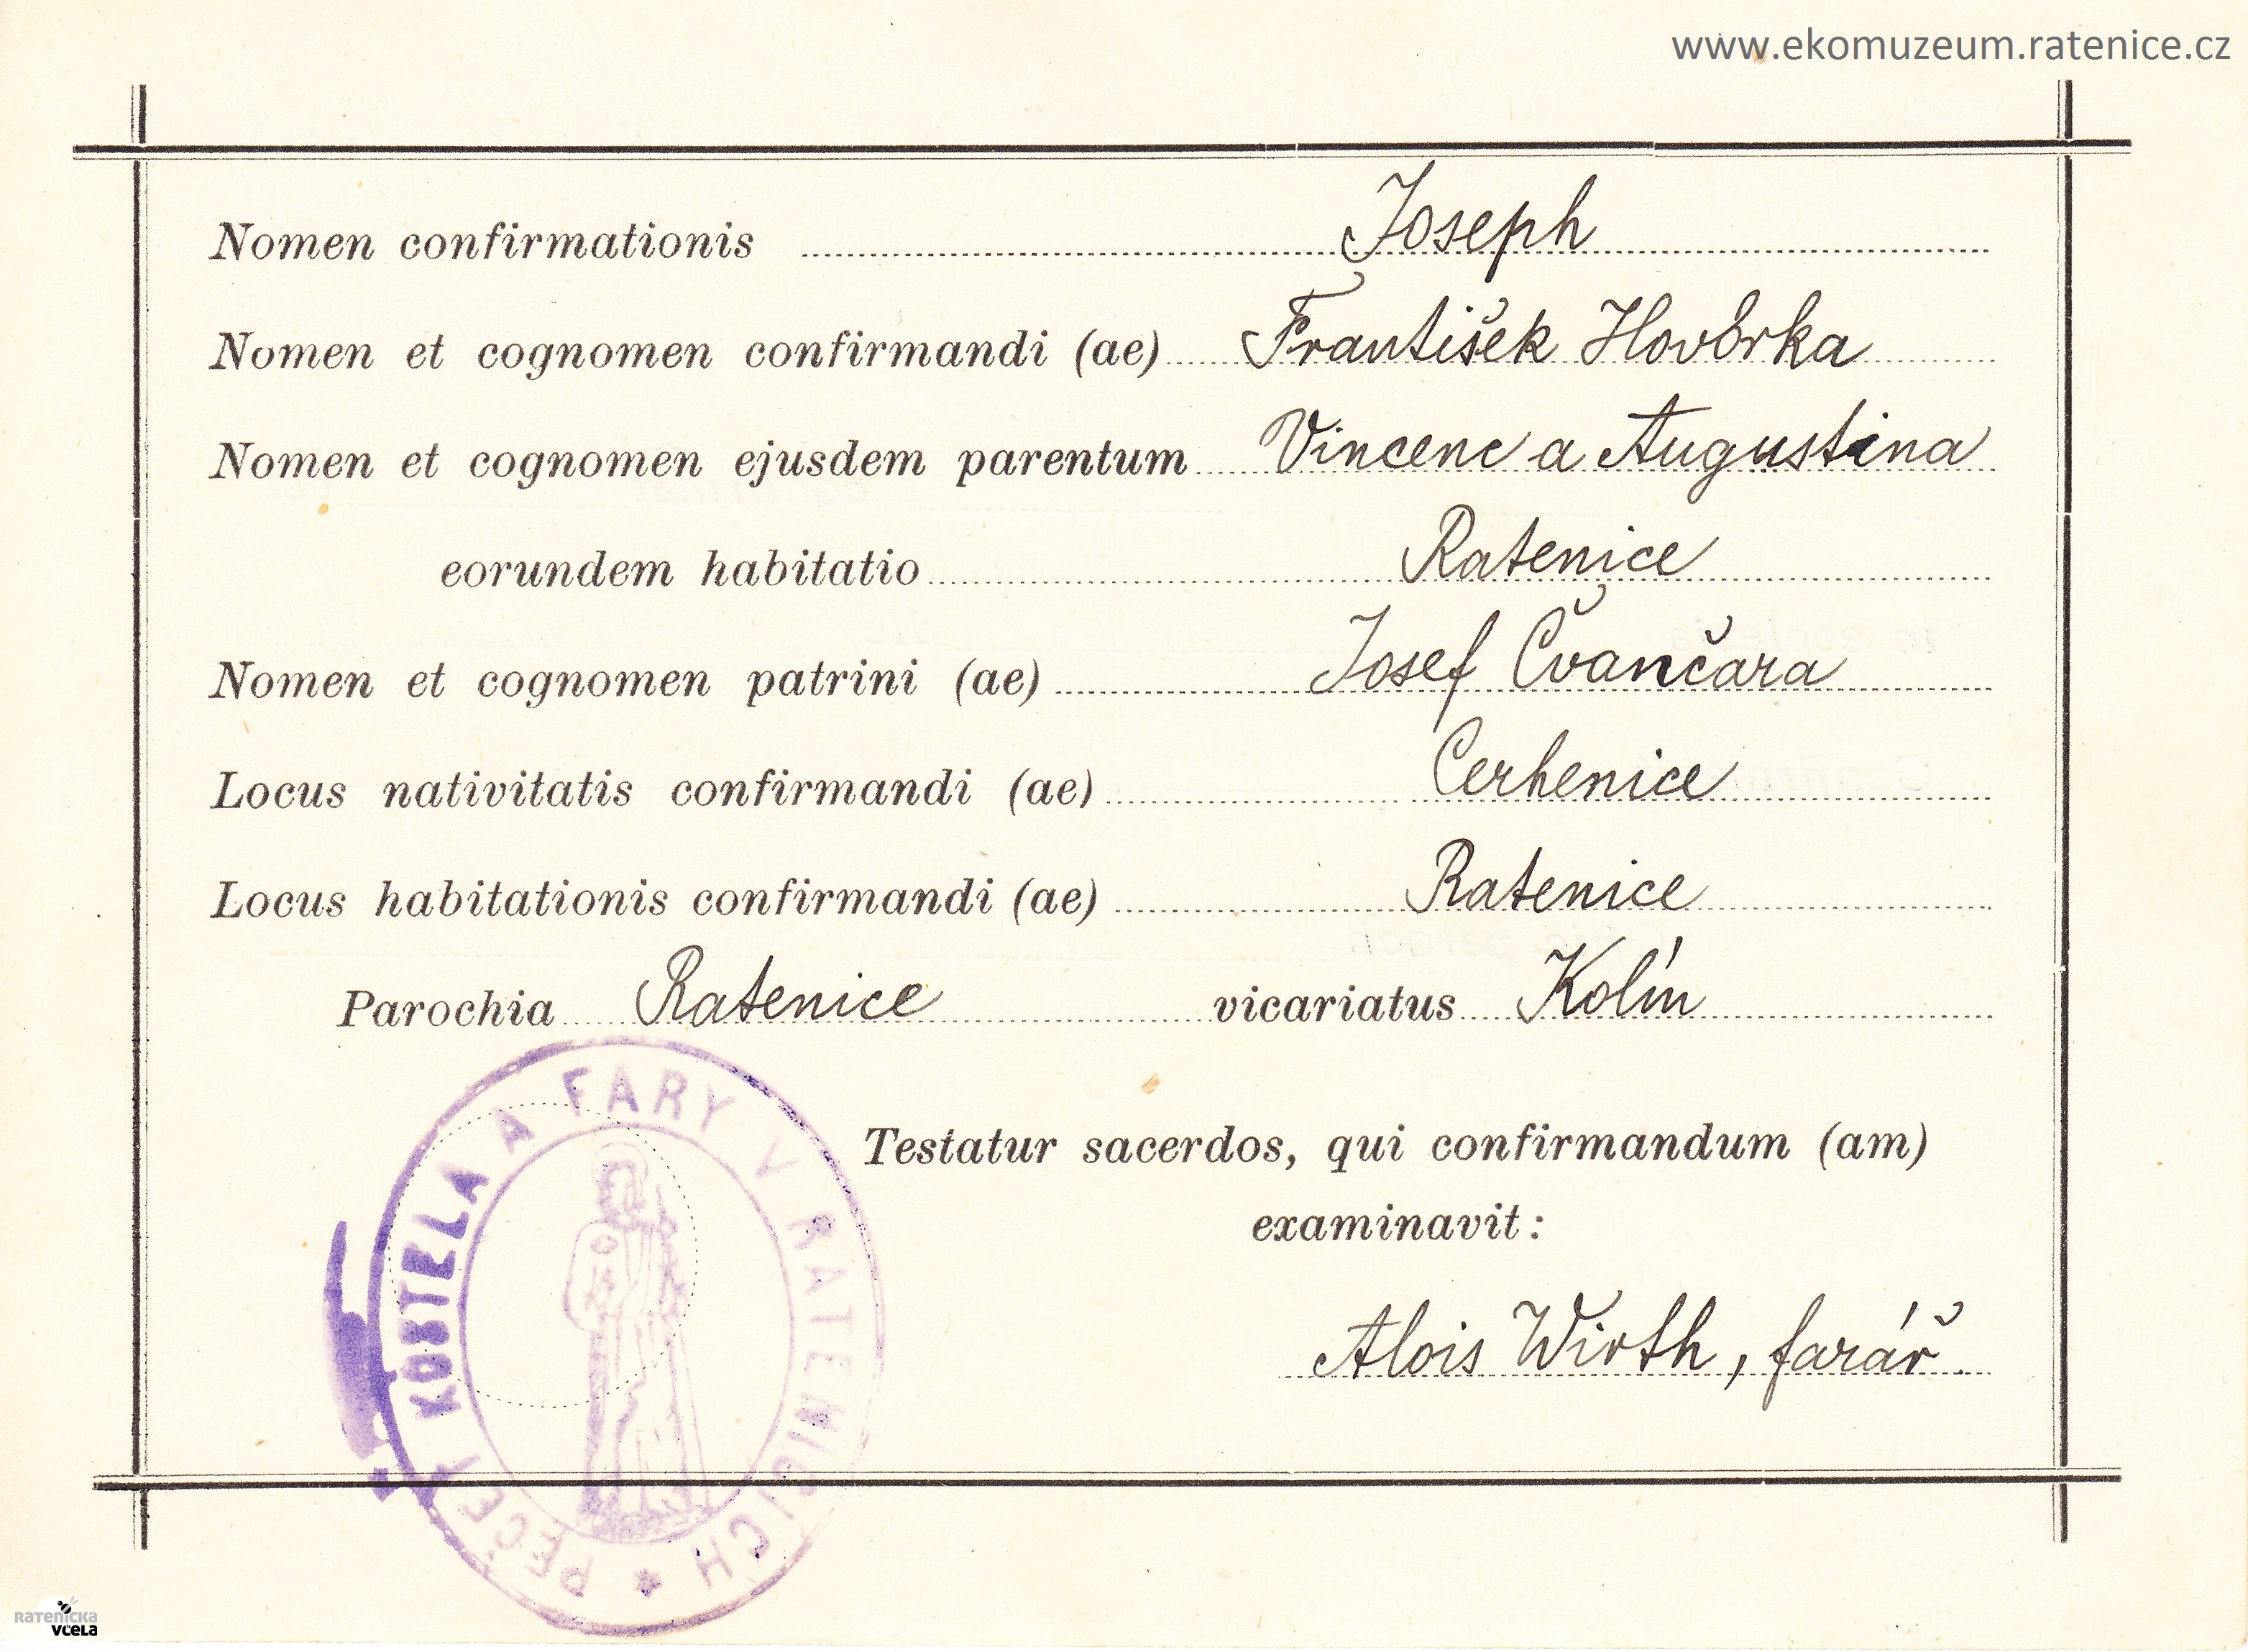 www.ekomuzeum.ratenice.cz
Nomen confirmationis Joseph
Nomen et cognomen confirmandi (ae) František Hovorka
Nomen et cognomen ejusdem parentum Vincenc a Augustina
eorundem habitatio Ratenice
Nomen et cognomen patrini (ae) Josef Čvančara
Locus nativitatis confirmandi (ae) Cerhenice
Locus habitationis confirmandi (ae) Ratenice
Parochia Ratenice vicariatus Kolín
Testatur sacerdos, qui confirmandum (am)
examinavit:
Alois Wirth, farář.
PEČEŤ KOSTELA A FARY V RATENICICH
RATENICKA
VCELA